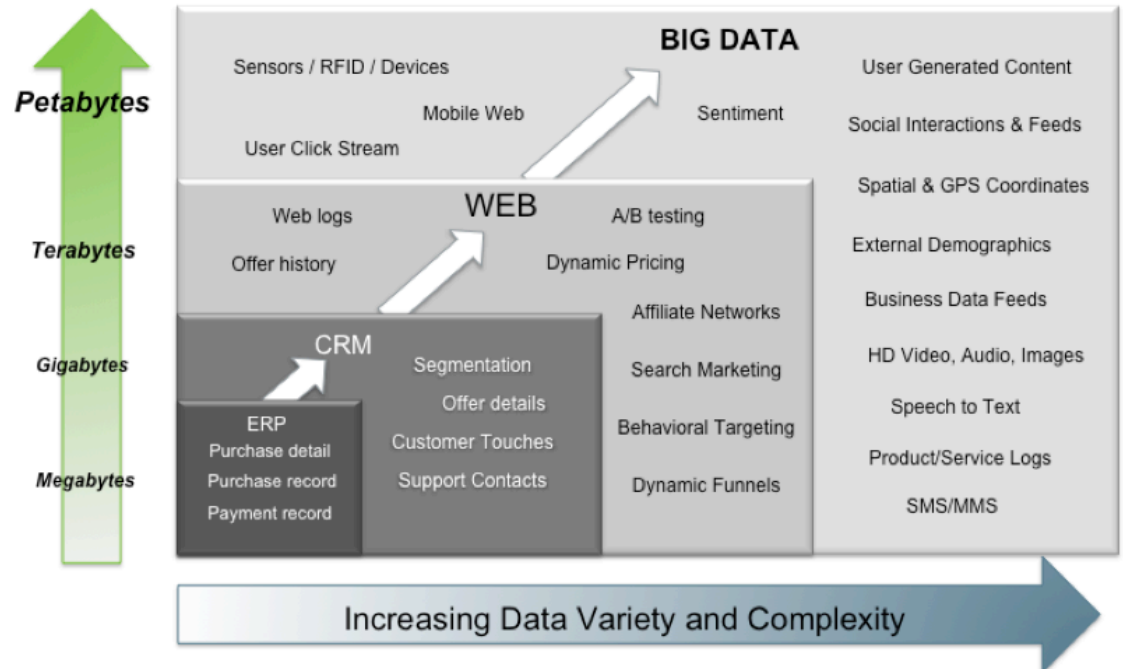 BIG DATA
Sensors / RFID / Devices
User Generated Content
Petabytes
Mobile Web
Sentiment
Social Interactions & Feeds
User Click Stream
Spatial & GPS Coordinates
WEB
Web logs
A/B testing
Terabytes
External Demographics
Offer history
Dynamic Pricing
Business Data Feeds
Affiliate Networks
CRM
HD Video, Audio, Images
Gigabytes
Segmentation
Search Marketing
Offer details
Speech to Text
ERP
Behavioral Targeting
Customer Touches
Purchase detail
Product/Service Logs
Megabytes
Purchase record
Support Contacts
Dynamic Funnels
SMS/MMS
Payment record
Increasing Data Variety and Complexity